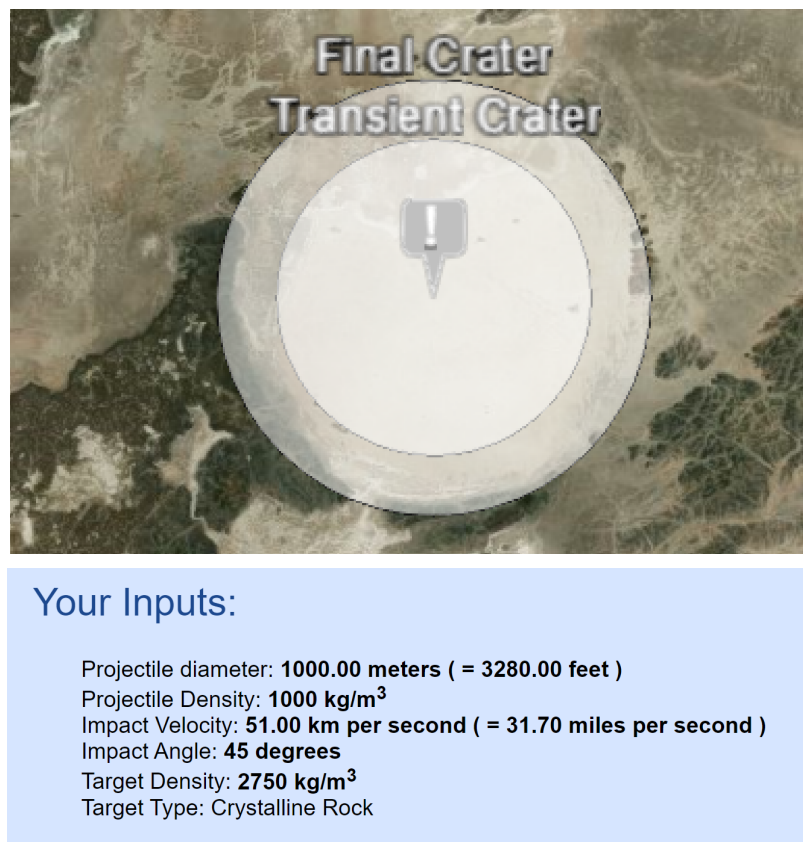 Final Crater
Transient Crater
!
Your Inputs:
Projectile diameter: 1000.00 meters ( = 3280.00 feet )
Projectile Density: 1000 kg/m³
Impact Velocity: 51.00 km per second ( = 31.70 miles per second )
Impact Angle: 45 degrees
Target Density: 2750 kg/m³
Target Type: Crystalline Rock